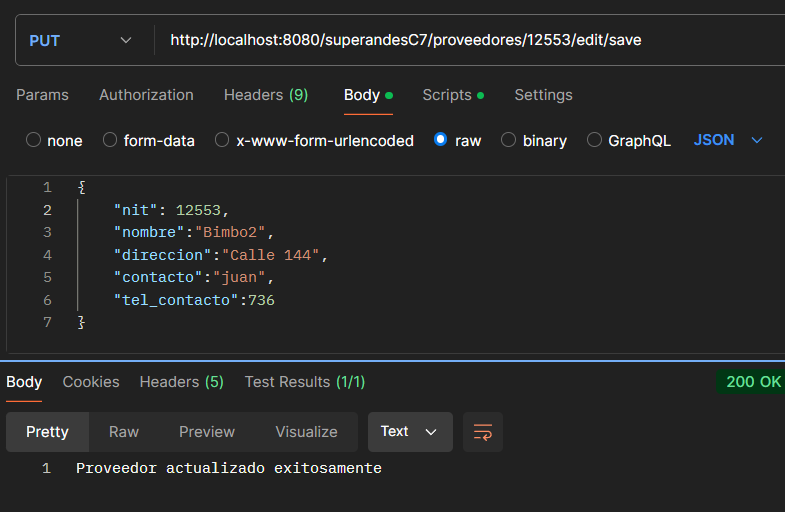 PUT http://localhost:8080/superandesC7/proveedores/12553/edit/save
Params Authorization Headers (9) Body Scripts Settings
none form-data x-www-form-urlencoded raw binary GraphQL JSON
1 {
2 "nit": 12553,
3 "nombre":"Bimbo2",
4 "direccion":"Calle 144",
5 "contacto":"juan",
6 "tel_contacto":736
7 }
Body Cookies Headers (5) Test Results (1/1) 200 OK
Pretty Raw Preview Visualize Text
1 Proveedor actualizado exitosamente